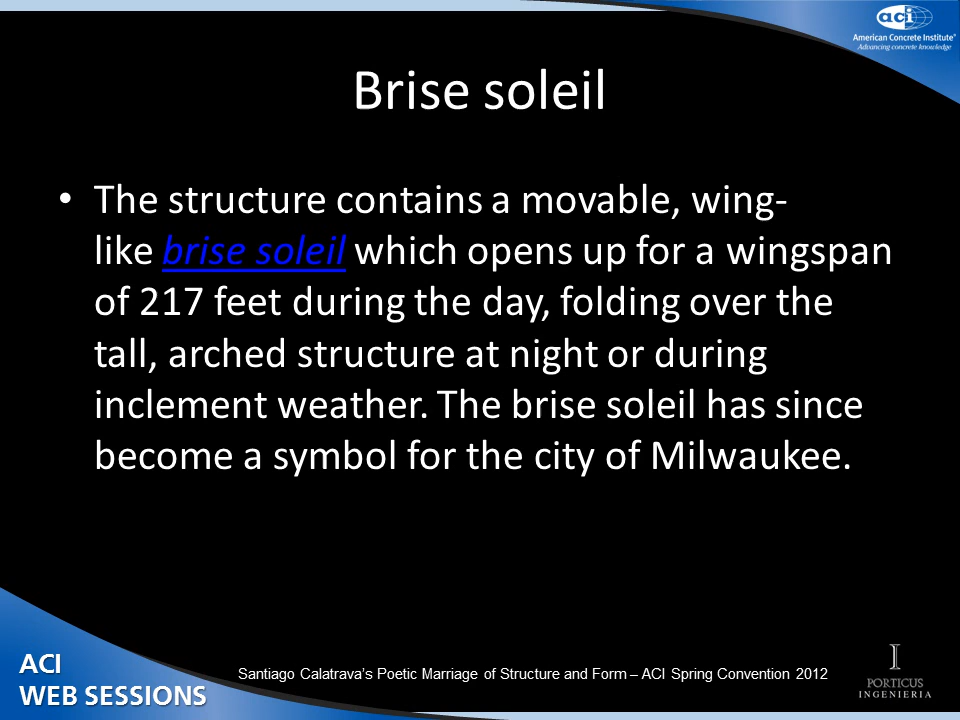 aci
American Concrete Institute®
Advancing concrete knowledge
Brise soleil
• The structure contains a movable, wing-
like brise soleil which opens up for a wingspan
of 217 feet during the day, folding over the
tall, arched structure at night or during
inclement weather. The brise soleil has since
become a symbol for the city of Milwaukee.
ACI
WEB SESSIONS
Santiago Calatrava's Poetic Marriage of Structure and Form – ACI Spring Convention 2012
PORTICUS
INGENIERIA